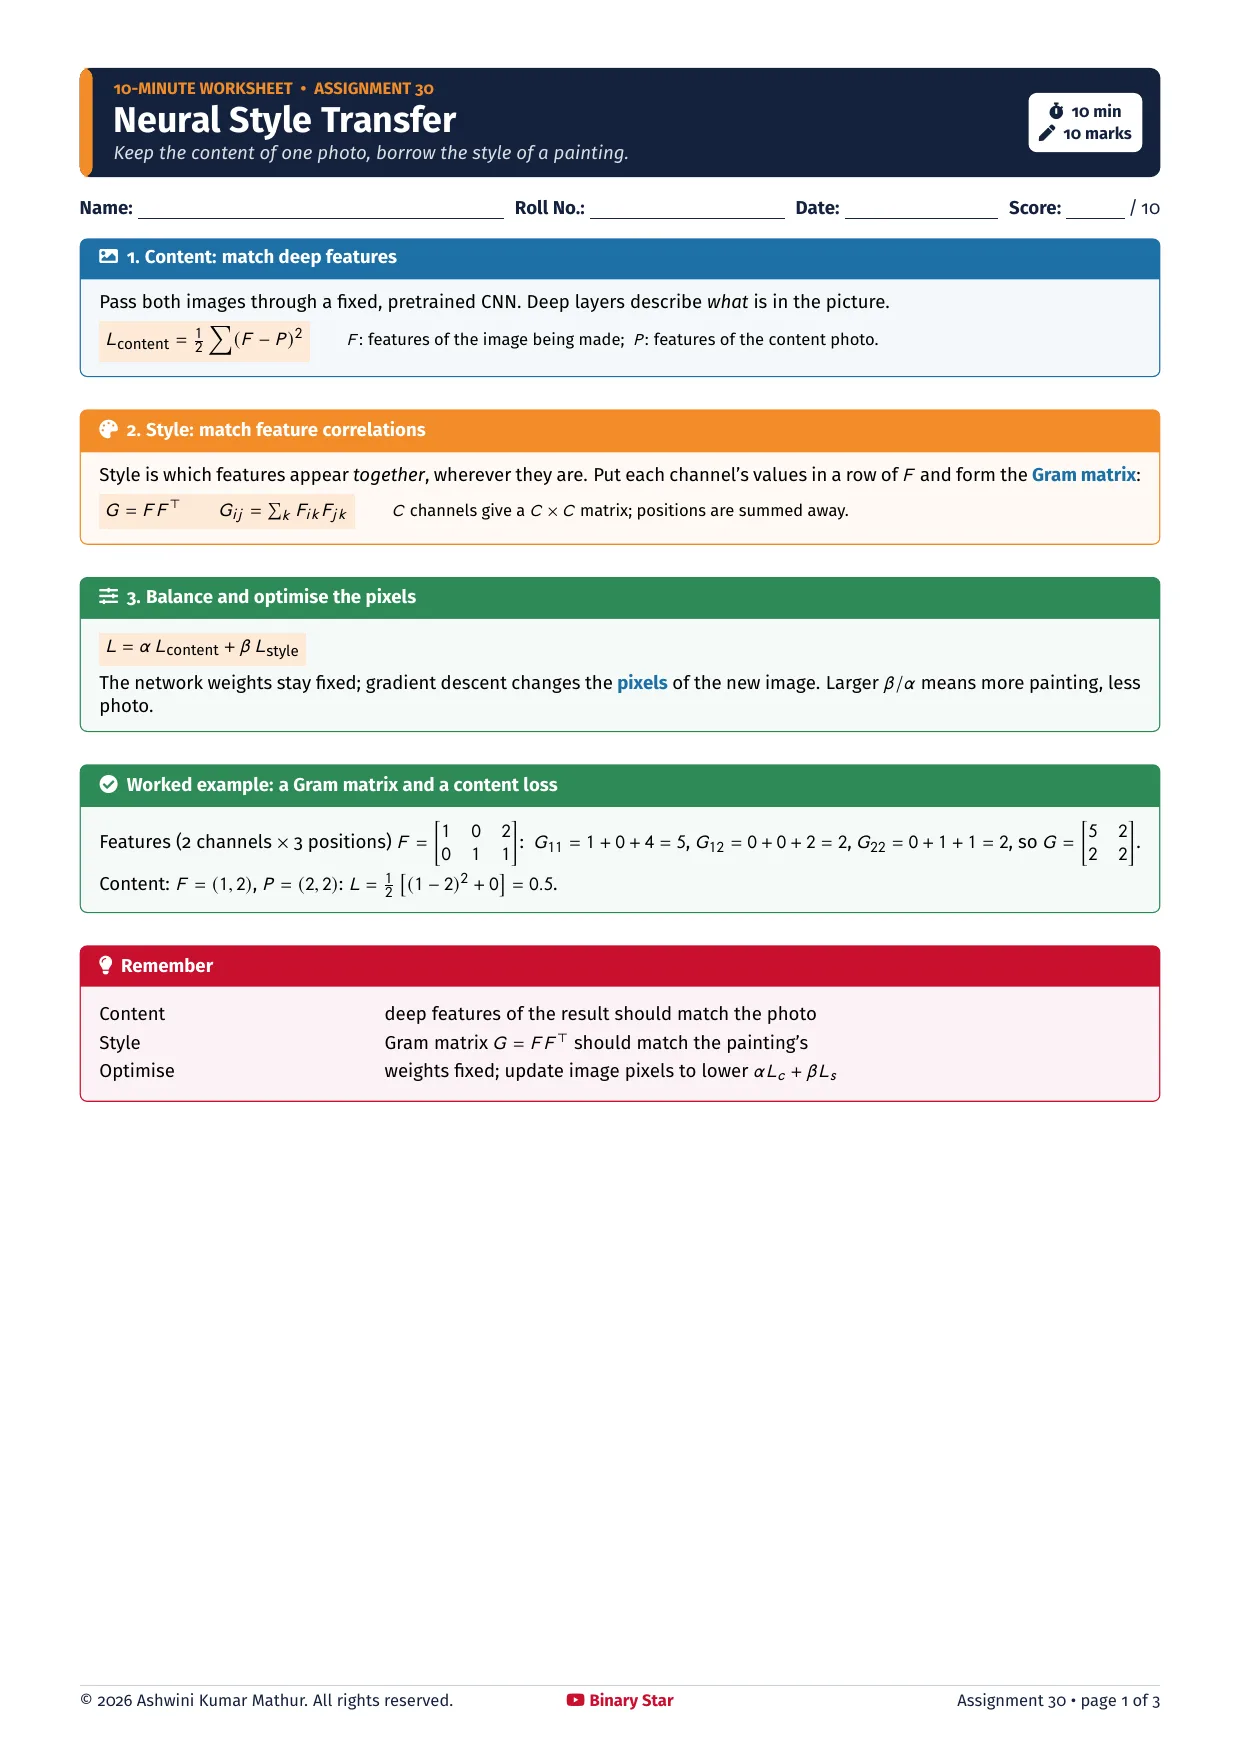 10-MINUTE WORKSHEET • ASSIGNMENT 30
Neural Style Transfer
Keep the content of one photo, borrow the style of a painting.
10 min
10 marks
Name: Roll No.: Date: Score: / 10
1. Content: match deep features
Pass both images through a fixed, pretrained CNN. Deep layers describe what is in the picture.
L_content = ½ ∑(F − P)² F: features of the image being made; P: features of the content photo.
2. Style: match feature correlations
Style is which features appear together, wherever they are. Put each channel’s values in a row of F and form the Gram matrix:
G = FF⊤ G_ij = ∑_k F_ik F_jk C channels give a C × C matrix; positions are summed away.
3. Balance and optimise the pixels
L = α L_content + β L_style
The network weights stay fixed; gradient descent changes the pixels of the new image. Larger β/α means more painting, less
photo.
Worked example: a Gram matrix and a content loss
Features (2 channels × 3 positions) F = [1 0 2; 0 1 1]: G₁₁ = 1 + 0 + 4 = 5, G₁₂ = 0 + 0 + 2 = 2, G₂₂ = 0 + 1 + 1 = 2, so G = [5 2; 2 2].
Content: F = (1, 2), P = (2, 2): L = ½ [(1 − 2)² + 0] = 0.5.
Remember
Content deep features of the result should match the photo
Style Gram matrix G = FF⊤ should match the painting’s
Optimise weights fixed; update image pixels to lower αL_c + βL_s
© 2026 Ashwini Kumar Mathur. All rights reserved. Binary Star Assignment 30 • page 1 of 3